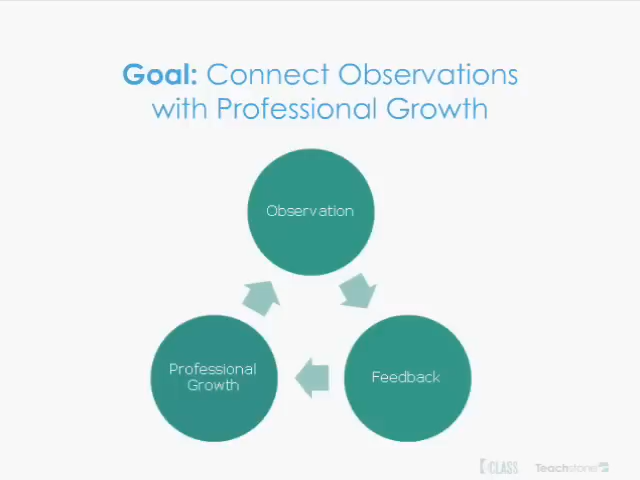 Goal: Connect Observations
with Professional Growth
Observation
Professional
Growth
Feedback
CLASS Teachstone